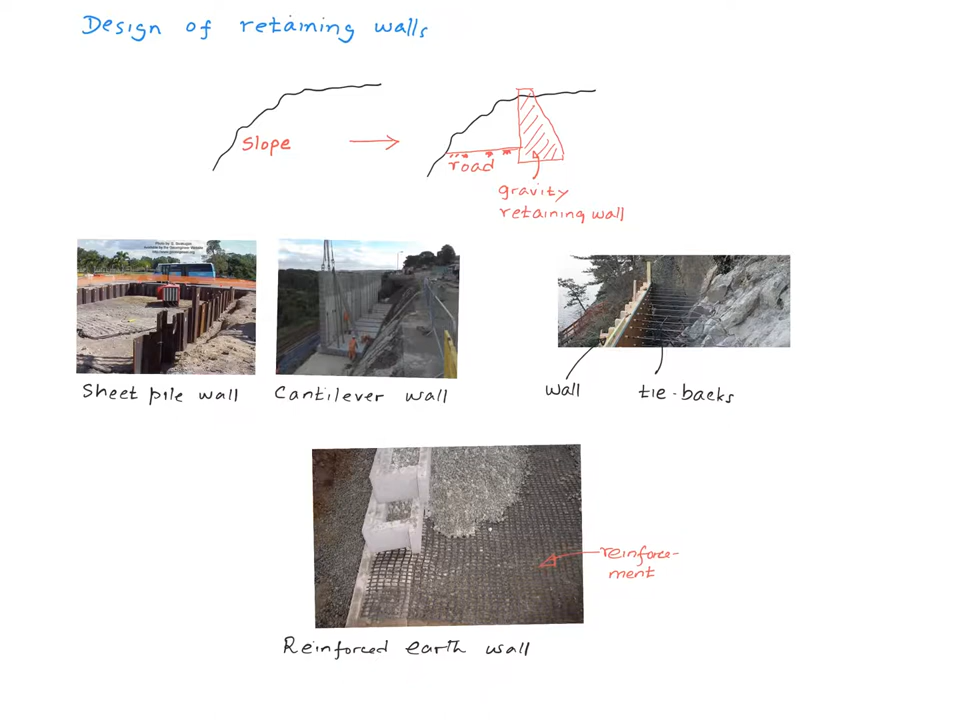 Design of retaining walls
slope
road
gravity
retaining wall
Sheet pile wall
Cantilever wall
wall
tie-backs
reinforce-
ment
Reinforced earth wall